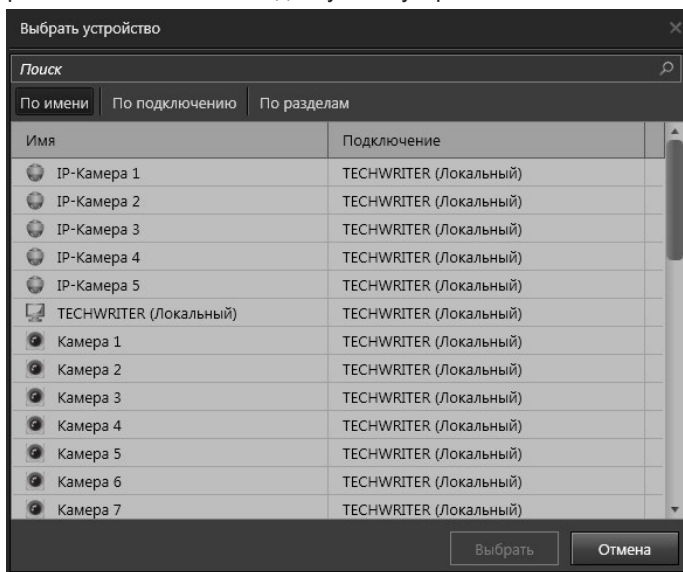 Выбрать устройство
Поиск
По имени По подключению По разделам
Имя Подключение
IP-Камера 1 TECHWRITER (Локальный)
IP-Камера 2 TECHWRITER (Локальный)
IP-Камера 3 TECHWRITER (Локальный)
IP-Камера 4 TECHWRITER (Локальный)
IP-Камера 5 TECHWRITER (Локальный)
TECHWRITER (Локальный) TECHWRITER (Локальный)
Камера 1 TECHWRITER (Локальный)
Камера 2 TECHWRITER (Локальный)
Камера 3 TECHWRITER (Локальный)
Камера 4 TECHWRITER (Локальный)
Камера 5 TECHWRITER (Локальный)
Камера 6 TECHWRITER (Локальный)
Камера 7 TECHWRITER (Локальный)
Выбрать Отмена